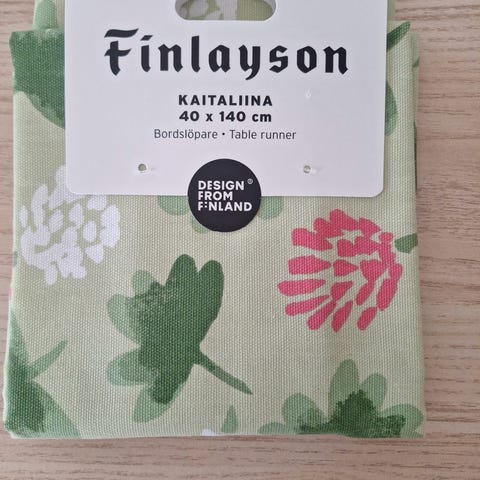 Finlayson
KAITALIINA
40 x 140 cm
Bordslöpare • Table runner
DESIGN ®
FROM
FINLAND